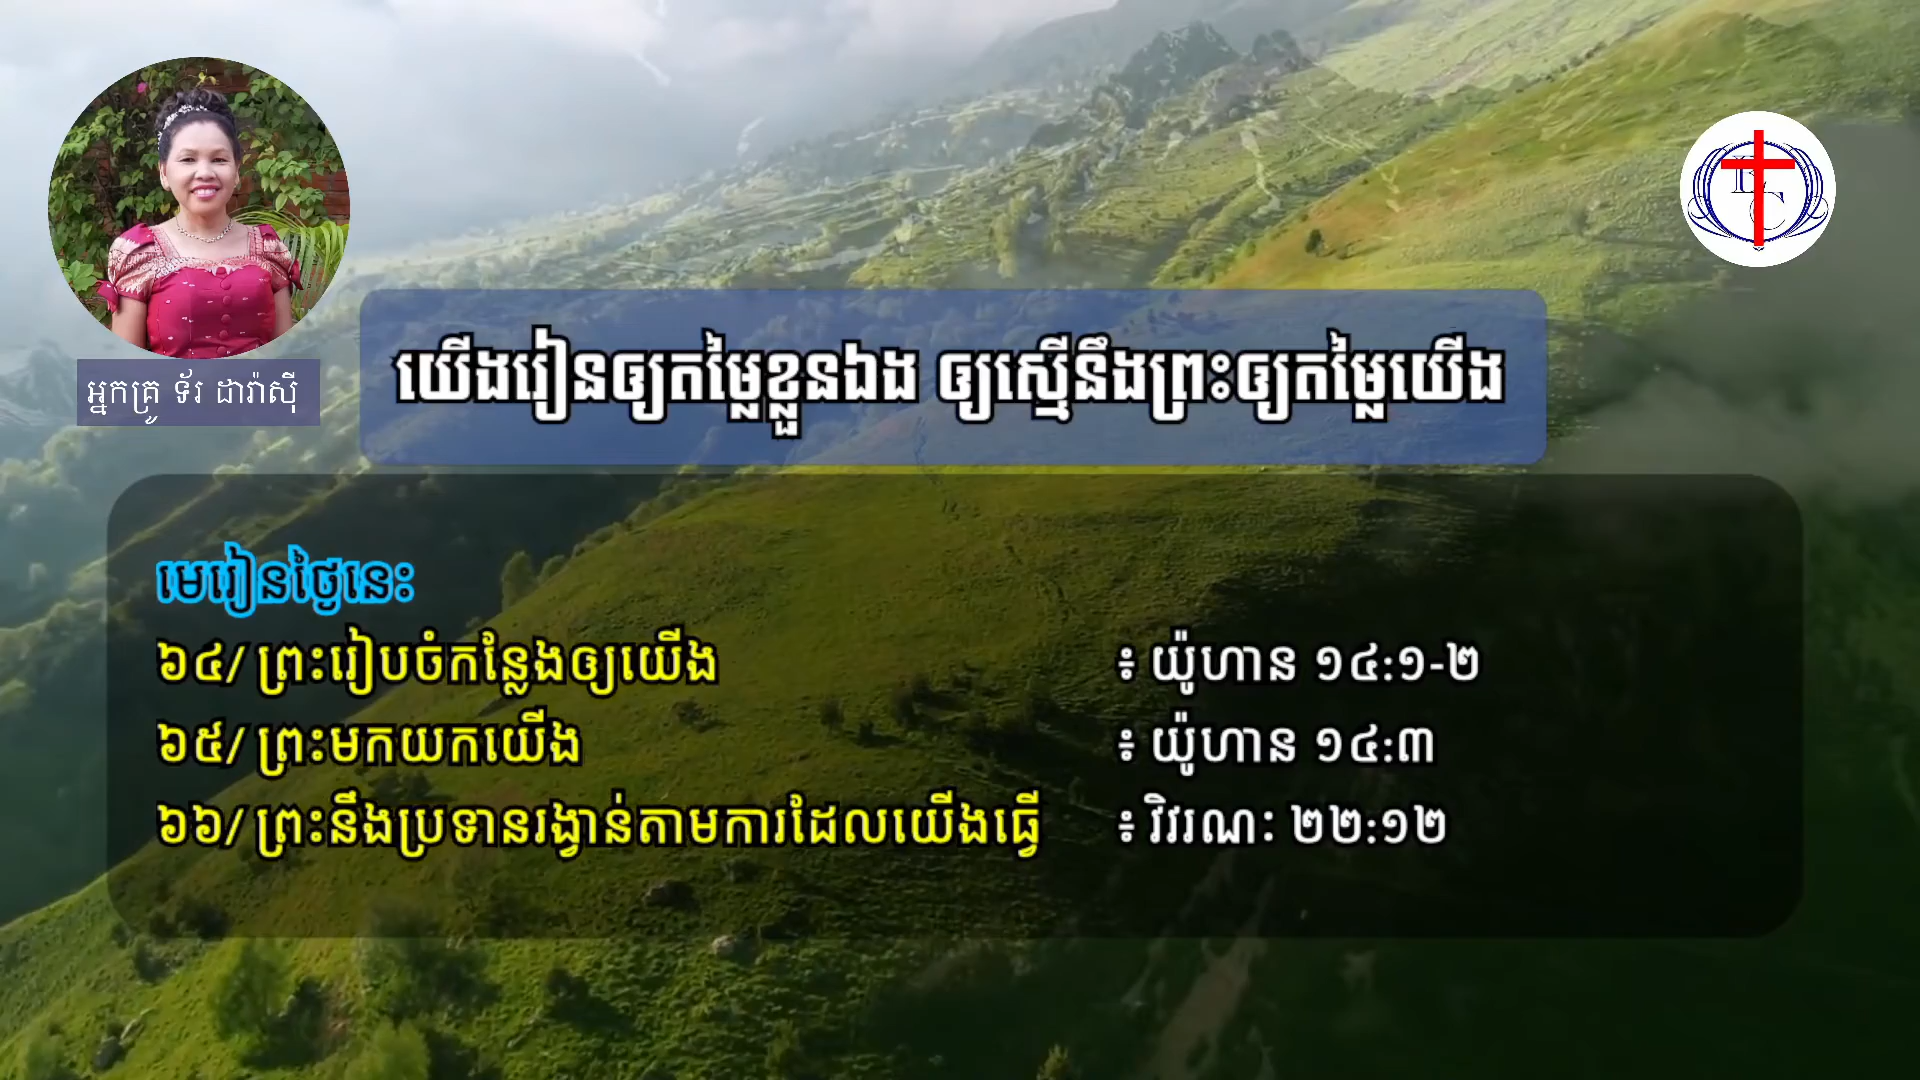 អ្នកគ្រូ ទ័រ ដារ៉ាស៊ី
យើងរៀនឲ្យតម្លៃខ្លួនឯង ឲ្យស្មើនឹងព្រះឲ្យតម្លៃយើង
មេរៀនថ្ងៃនេះ
៦៤/ ព្រះរៀបចំកន្លែងឲ្យយើង ៖ យ៉ូហាន ១៤:១-២
៦៥/ ព្រះមកយកយើង ៖ យ៉ូហាន ១៤:៣
៦៦/ ព្រះនឹងប្រទានរង្វាន់តាមការដែលយើងធ្វើ ៖ វិវរណៈ ២២:១២